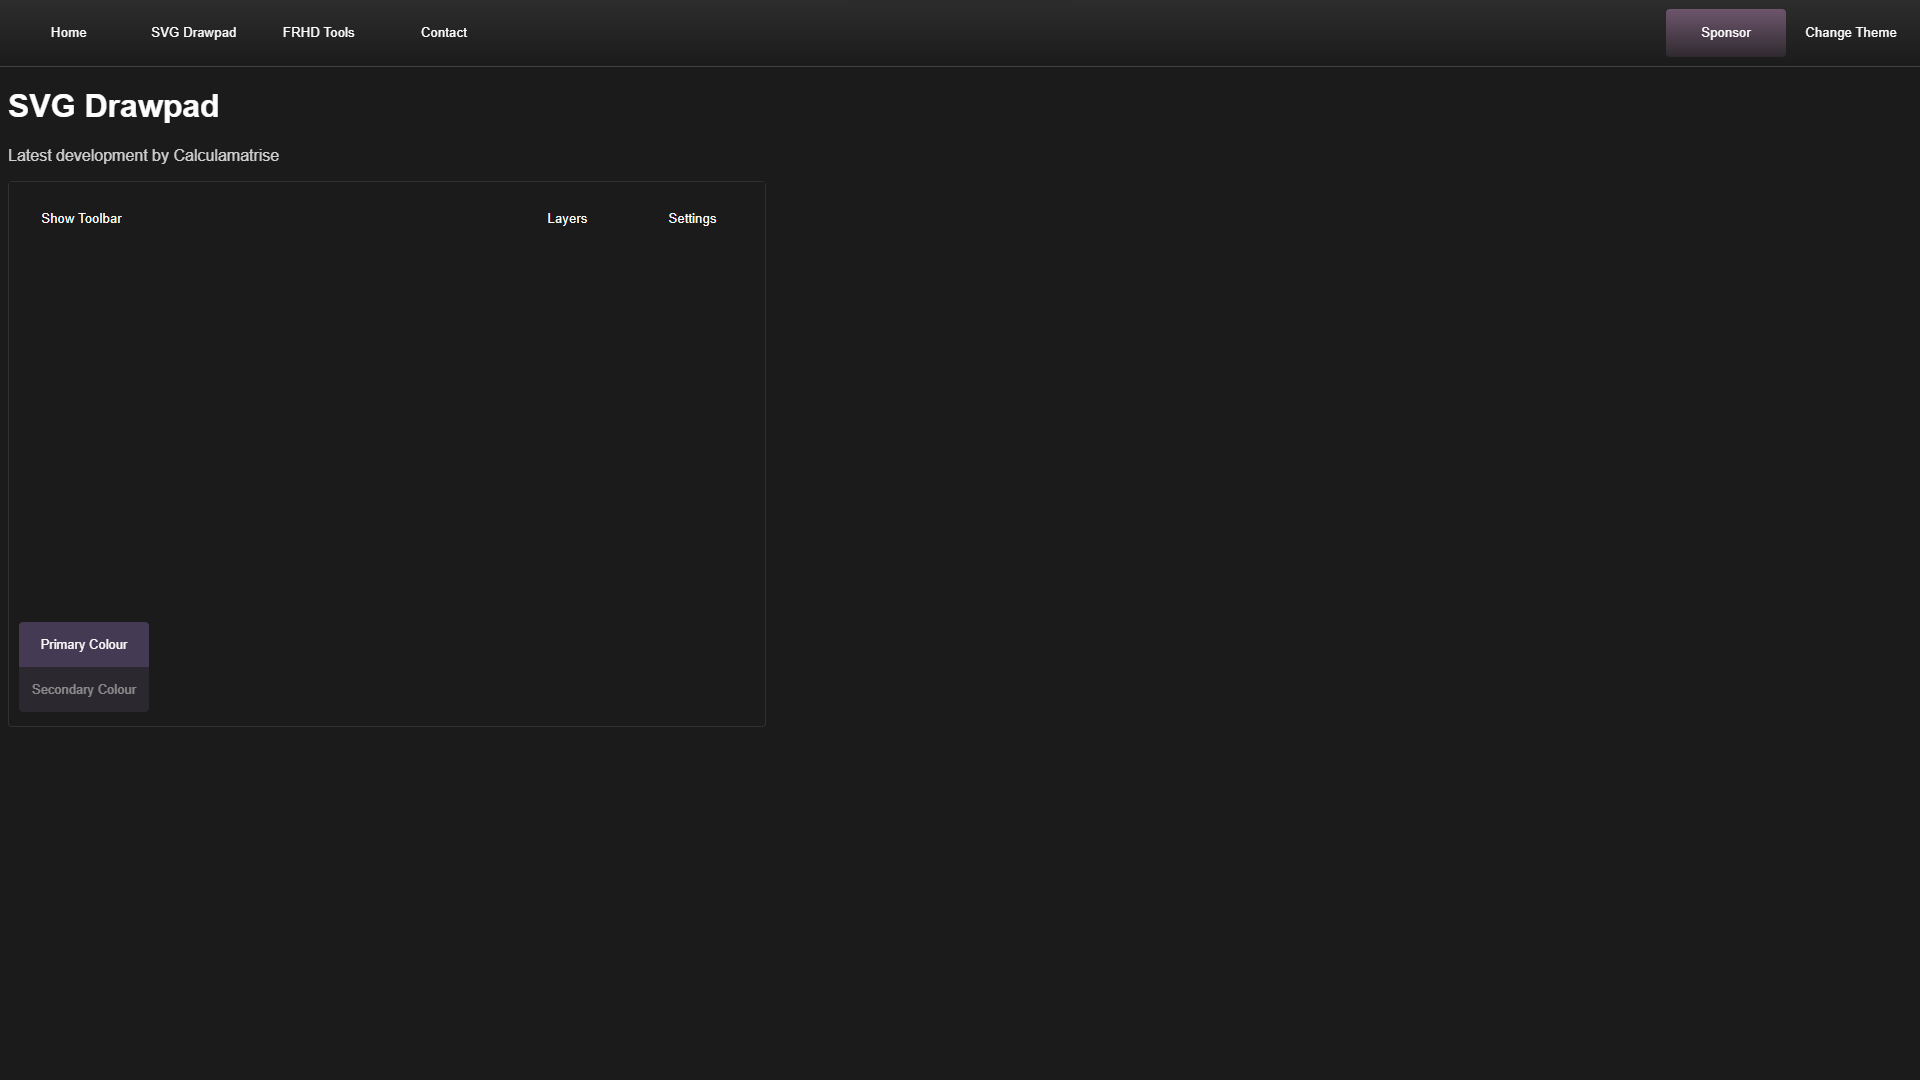 Home SVG Drawpad FRHD Tools Contact Sponsor Change Theme
SVG Drawpad
Latest development by Calculamatrise
Show Toolbar Layers Settings
Primary Colour
Secondary Colour